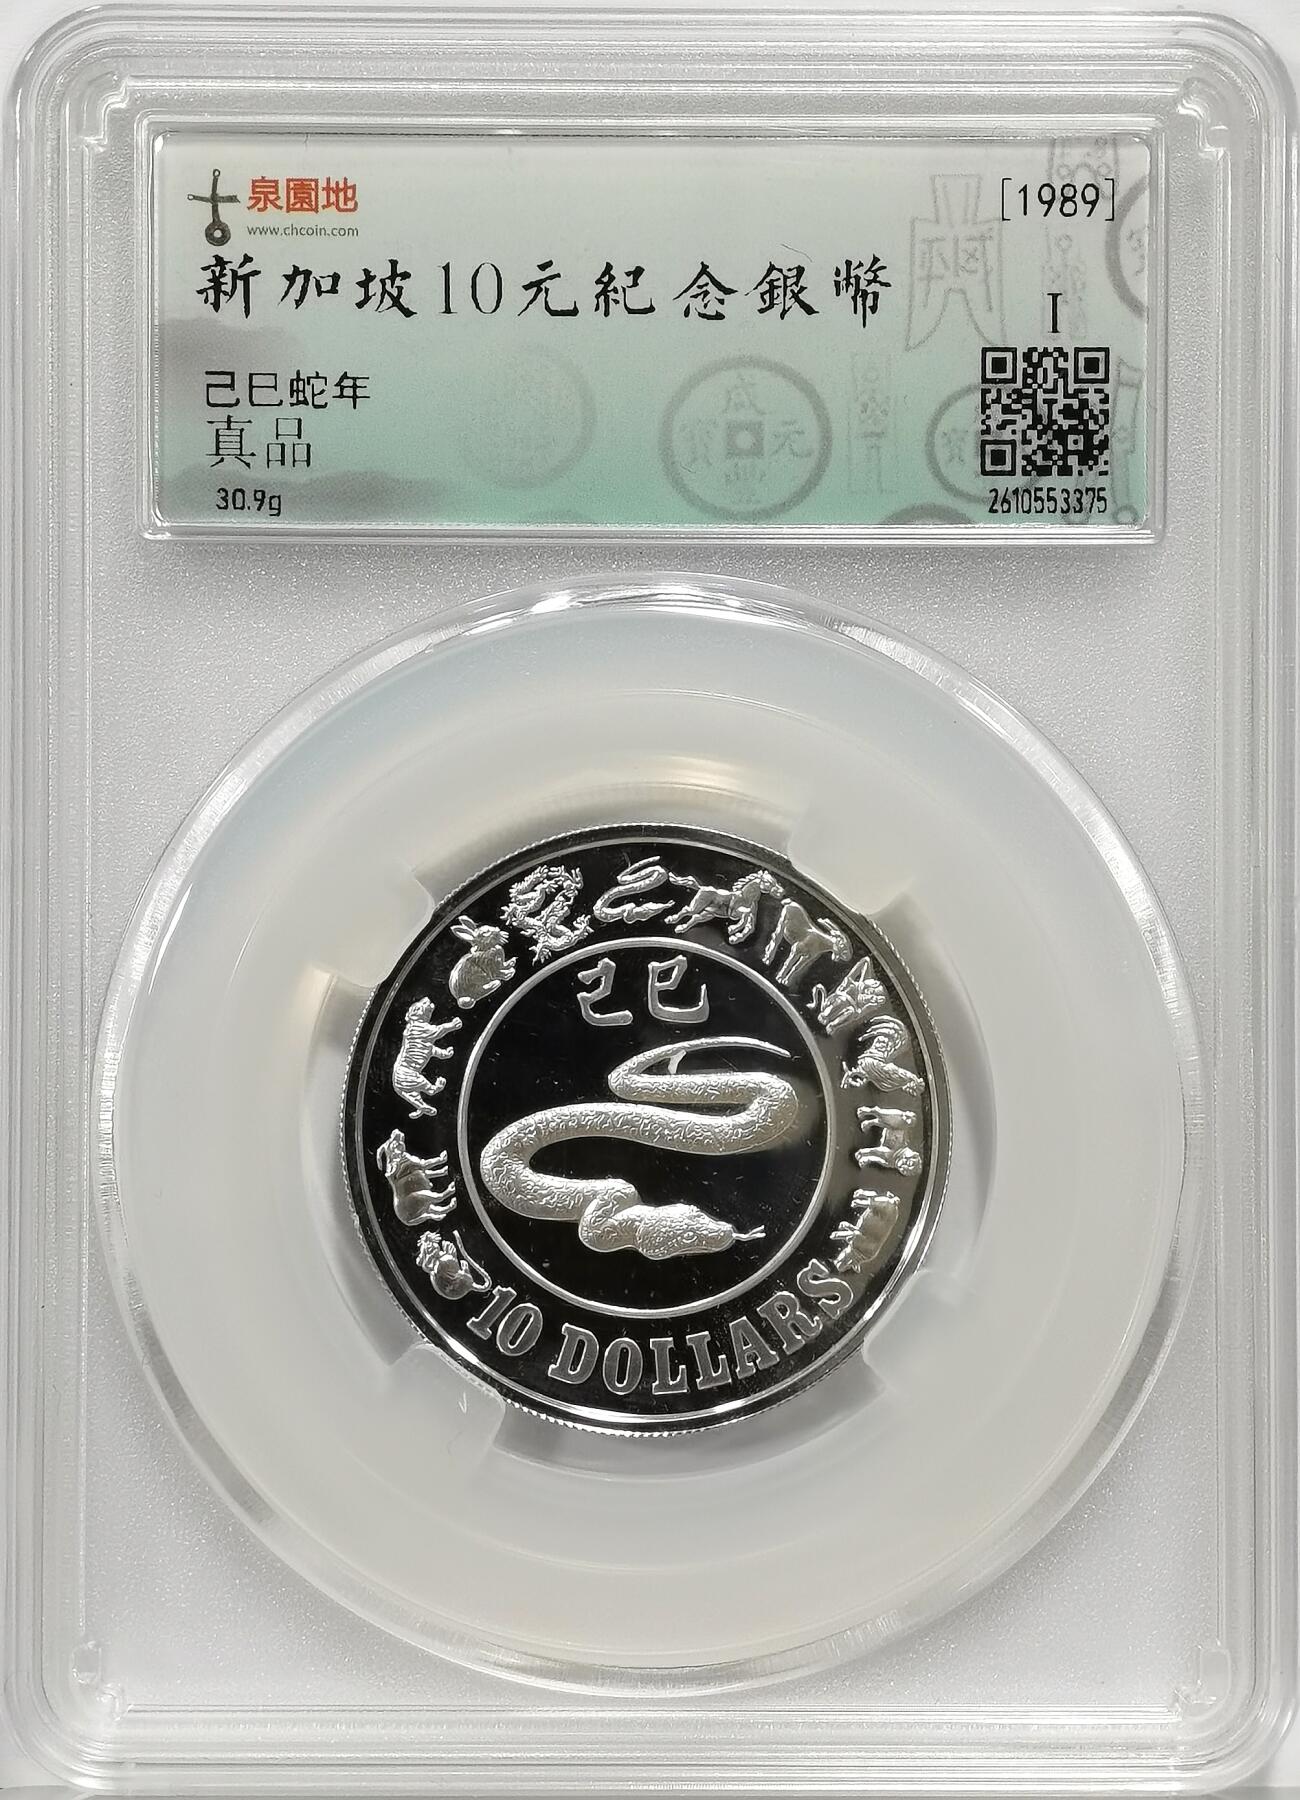 泉園地
www.chcoin.com
[1989]
新加坡10元紀念銀幣
I
己巳蛇年
真品
30.9g
2610553375
己巳
10 DOLLARS